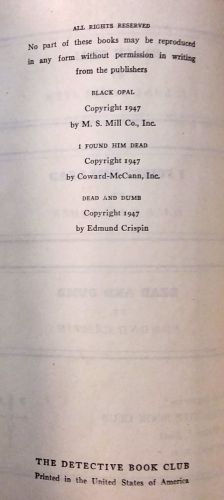 ALL RIGHTS RESERVED
No part of these books may be reproduced
in any form without permission in writing
from the publishers
BLACK OPAL
Copyright 1947
by M. S. Mill Co., Inc.
I FOUND HIM DEAD
Copyright 1947
by Coward-McCann, Inc.
DEAD AND DUMB
Copyright 1947
by Edmund Crispin
THE DETECTIVE BOOK CLUB
Printed in the United States of America